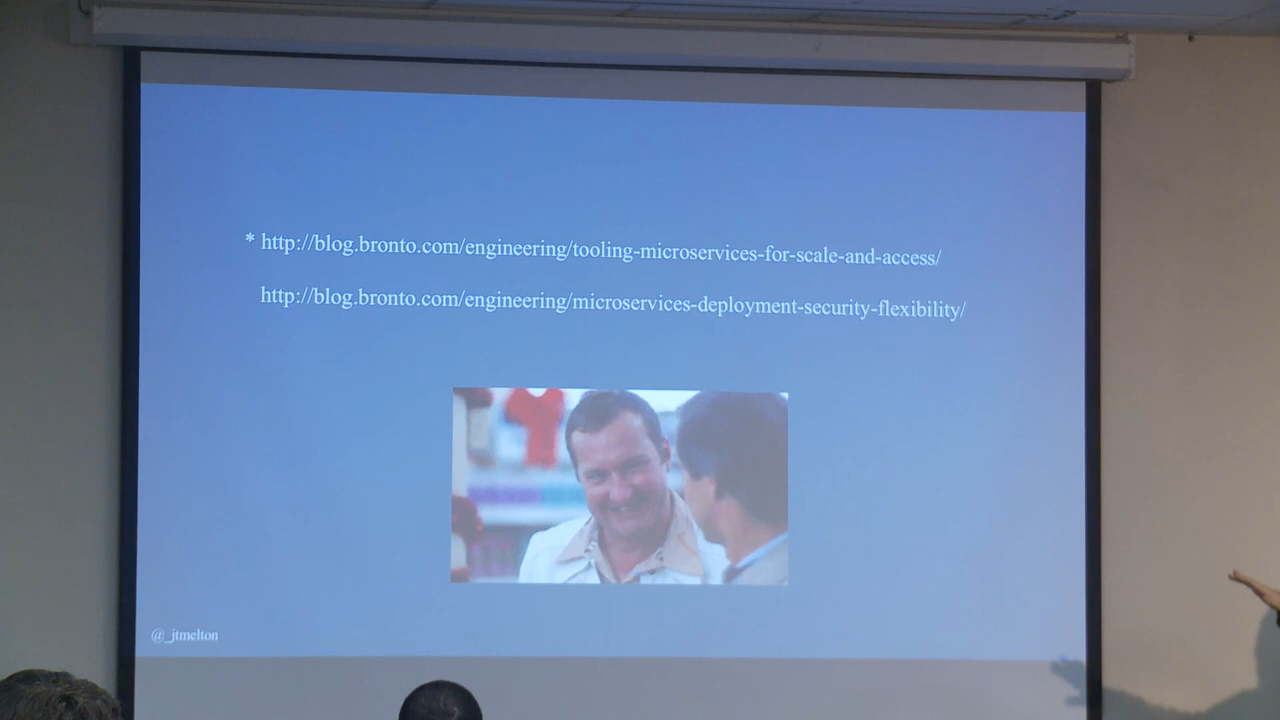 * http://blog.bronto.com/engineering/tooling-microservices-for-scale-and-access/
http://blog.bronto.com/engineering/microservices-deployment-security-flexibility/
@_jtmelton